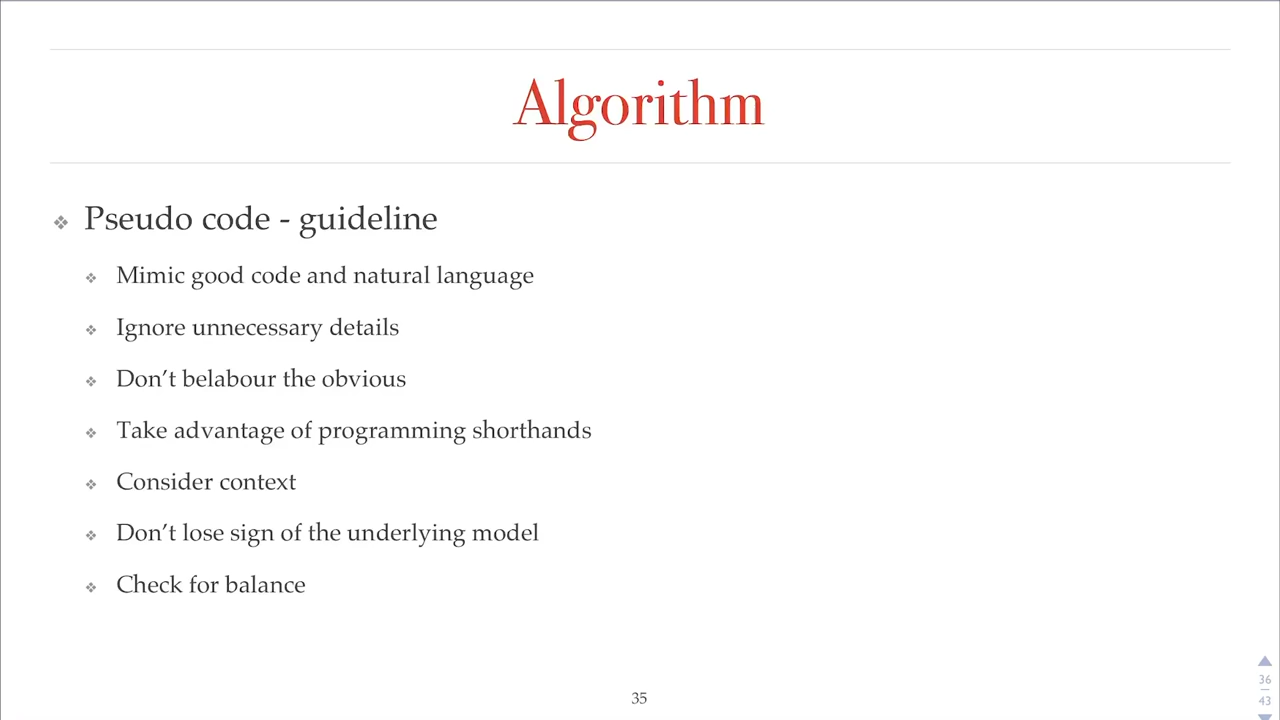 Algorithm
Pseudo code - guideline
Mimic good code and natural language
Ignore unnecessary details
Don’t belabour the obvious
Take advantage of programming shorthands
Consider context
Don’t lose sign of the underlying model
Check for balance
35
36
43